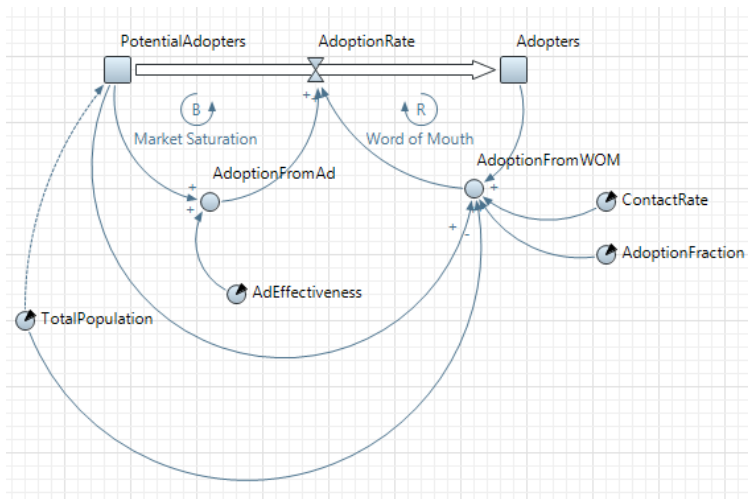 PotentialAdopters
AdoptionRate
Adopters
B
R
Market Saturation
Word of Mouth
AdoptionFromAd
AdoptionFromWOM
ContactRate
AdoptionFraction
AdEffectiveness
TotalPopulation
+
+
+
+
+
+
-